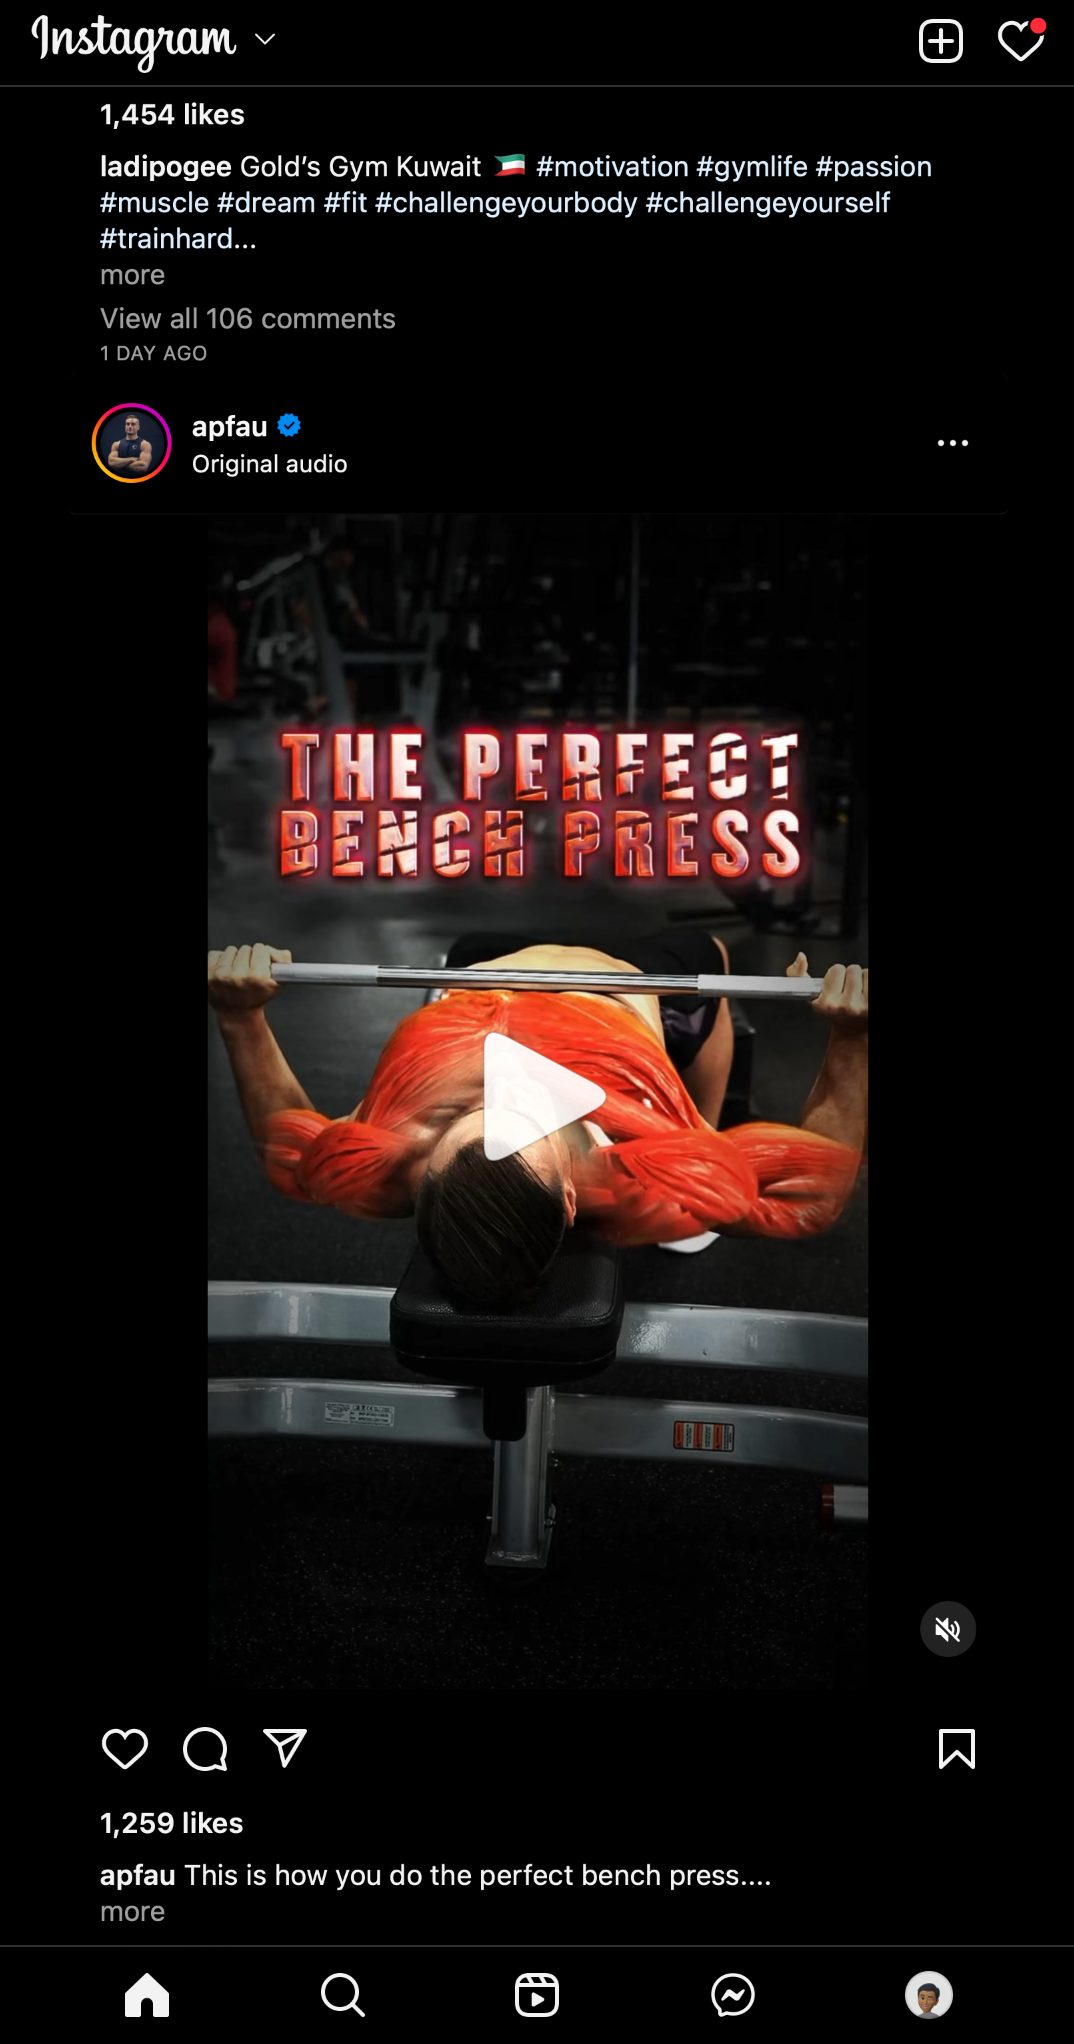 Instagram
1,454 likes
ladipogee Gold's Gym Kuwait 🇰🇼 #motivation #gymlife #passion
#muscle #dream #fit #challengeyourbody #challengeyourself
#trainhard...
more
View all 106 comments
1 DAY AGO
apfau
Original audio
THE PERFECT
BENCH PRESS
1,259 likes
apfau This is how you do the perfect bench press....
more